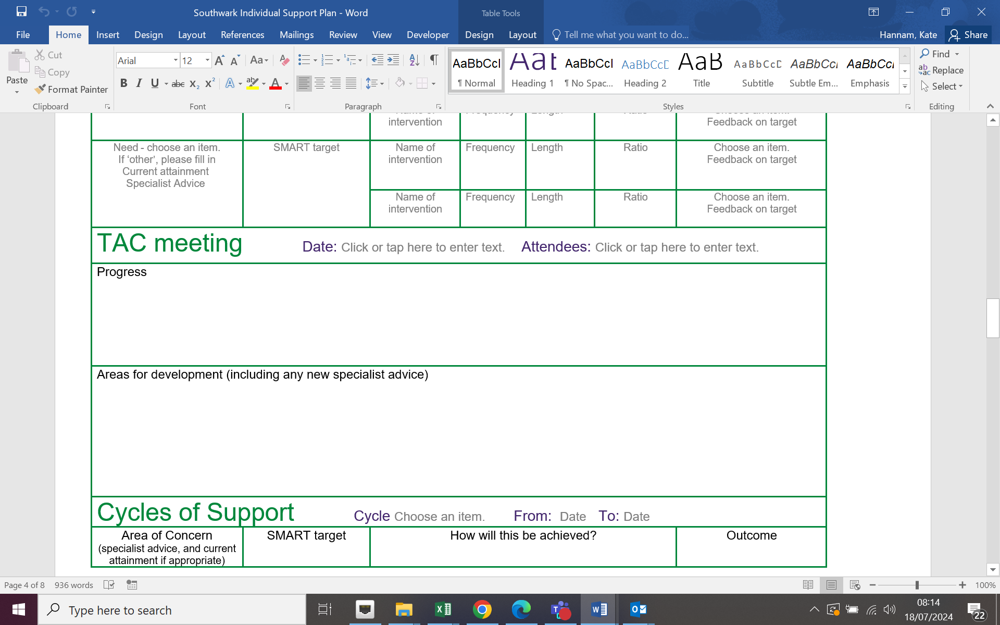 Southwark Individual Support Plan - Word
Table Tools
File Home Insert Design Layout References Mailings Review View Developer Design Layout Tell me what you want to do... Hannam, Kate Share
Paste
Cut
Copy
Format Painter
Clipboard
Arial 12
Font
Paragraph
AaBbCcI ¶ Normal
Aat Heading 1
AaBbCcI ¶ No Spac...
AaBbCcD Heading 2
AaB Title
AaBbCcD Subtitle
AaBbCcI Subtle Em...
AaBbCcI Emphasis
Styles
Find
Replace
Select
Editing
intervention
Feedback on target
Need - choose an item.
If ‘other’, please fill in
Current attainment
Specialist Advice
SMART target
Name of
intervention
Frequency
Length
Ratio
Choose an item.
Feedback on target
Name of
intervention
Frequency
Length
Ratio
Choose an item.
Feedback on target
TAC meeting Date: Click or tap here to enter text. Attendees: Click or tap here to enter text.
Progress
Areas for development (including any new specialist advice)
Cycles of Support Cycle Choose an item. From: Date To: Date
Area of Concern
(specialist advice, and current
attainment if appropriate)
SMART target
How will this be achieved?
Outcome
Page 4 of 8 936 words 100%
Type here to search
08:14
18/07/2024
22